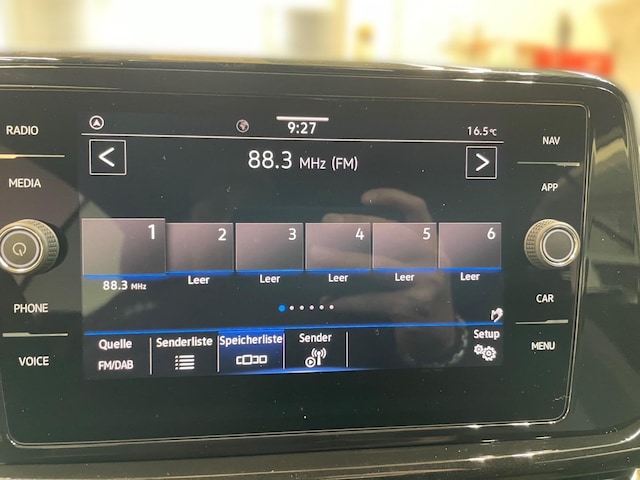 RADIO
MEDIA
PHONE
VOICE
9:27
16.5°C
88.3 MHz (FM)
1
2
3
4
5
6
88.3 MHz
Leer
Leer
Leer
Leer
Leer
Quelle
FM/DAB
Senderliste
Speicherliste
Sender
Setup
NAV
APP
CAR
MENU